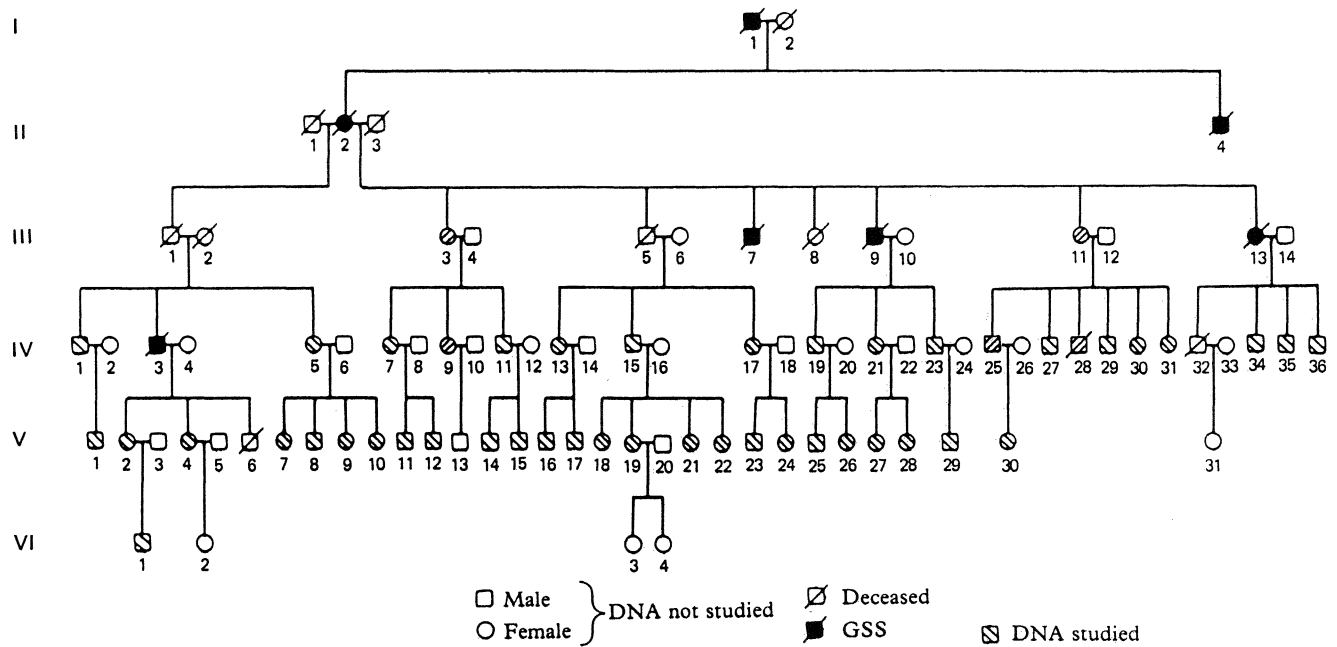 I
1 2
II
1 2 3 4
III
1 2 3 4 5 6 7 8 9 10 11 12 13 14
IV
1 2 3 4 5 6 7 8 9 10 11 12 13 14 15 16 17 18 19 20 21 22 23 24 25 26 27 28 29 30 31 32 33 34 35 36
V
1 2 3 4 5 6 7 8 9 10 11 12 13 14 15 16 17 18 19 20 21 22 23 24 25 26 27 28 29 30 31
VI
1 2 3 4
Male
Female
DNA not studied
Deceased
GSS
DNA studied